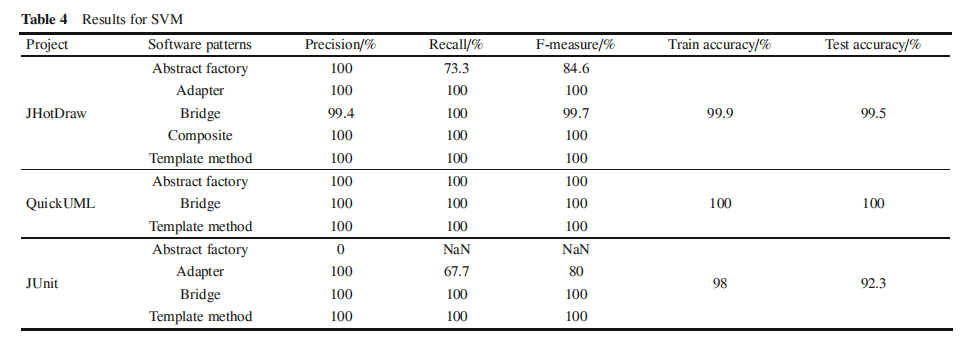 Table 4 Results for SVM
Project Software patterns Precision/% Recall/% F-measure/% Train accuracy/% Test accuracy/%
Abstract factory 100 73.3 84.6
Adapter 100 100 100
JHotDraw Bridge 99.4 100 99.7 99.9 99.5
Composite 100 100 100
Template method 100 100 100
Abstract factory 100 100 100
QuickUML Bridge 100 100 100 100 100
Template method 100 100 100
Abstract factory 0 NaN NaN
Adapter 100 67.7 80
JUnit 98 92.3
Bridge 100 100 100
Template method 100 100 100